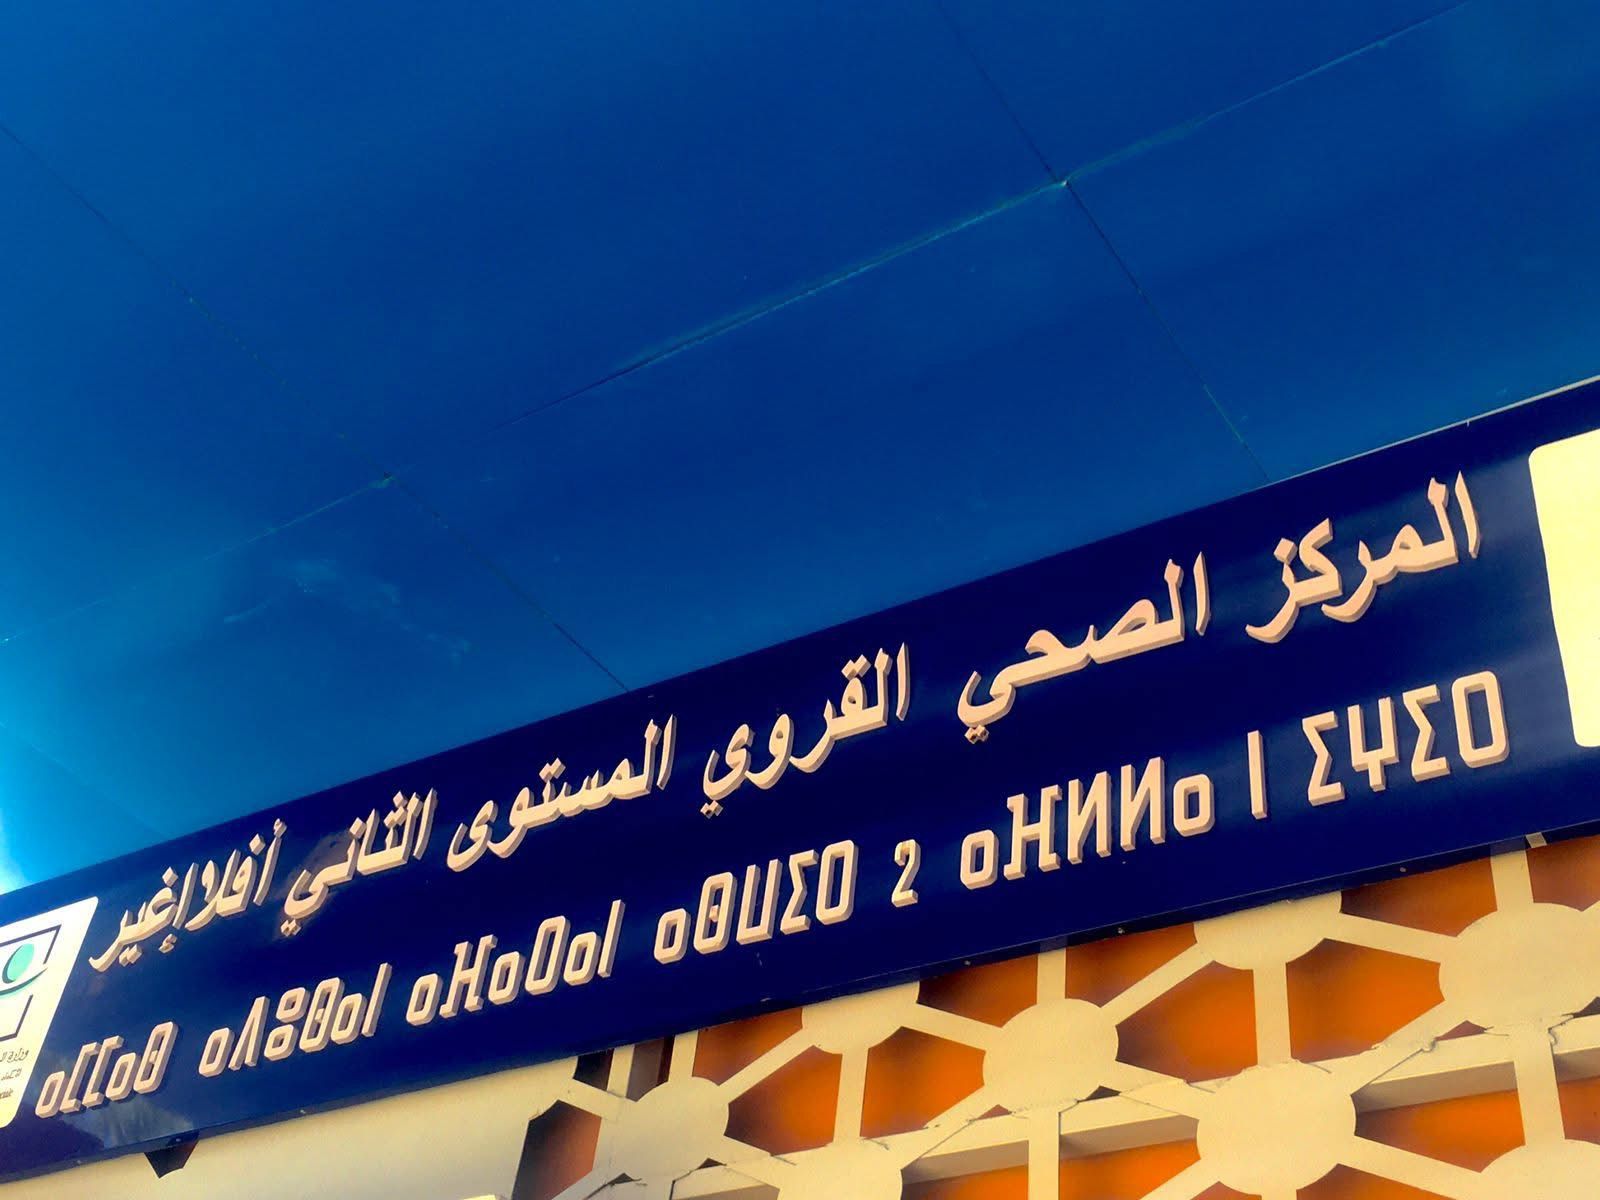 المركز الصحي القروي المستوى الثاني أفلاإغير
ⴰⵎⵎⴰⵙ ⴰⴷⵓⵙⴰⵏ ⴰⴼⴰⵔⴰⵏ ⴰⵙⵡⵉⵔ 2 ⴰⴼⵍⵍⴰ ⵏ ⵉⵖⵉⵔ